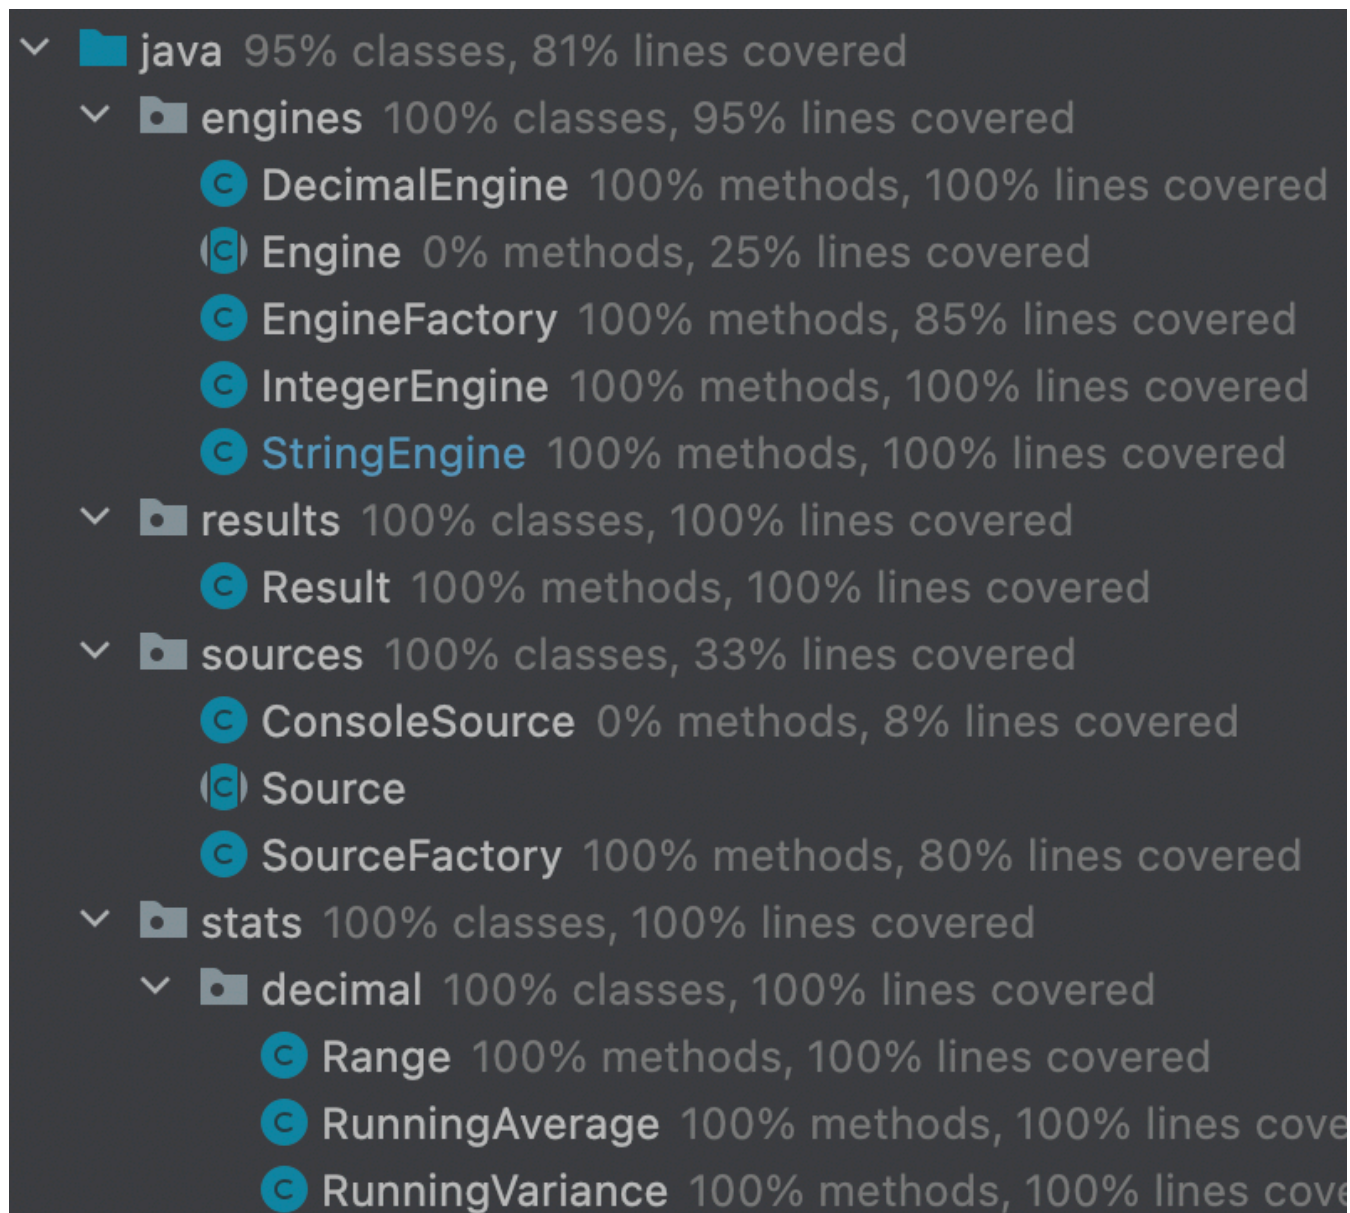 java 95% classes, 81% lines covered
engines 100% classes, 95% lines covered
C DecimalEngine 100% methods, 100% lines covered
C Engine 0% methods, 25% lines covered
C EngineFactory 100% methods, 85% lines covered
C IntegerEngine 100% methods, 100% lines covered
C StringEngine 100% methods, 100% lines covered
results 100% classes, 100% lines covered
C Result 100% methods, 100% lines covered
sources 100% classes, 33% lines covered
C ConsoleSource 0% methods, 8% lines covered
C Source
C SourceFactory 100% methods, 80% lines covered
stats 100% classes, 100% lines covered
decimal 100% classes, 100% lines covered
C Range 100% methods, 100% lines covered
C RunningAverage 100% methods, 100% lines cove
C RunningVariance 100% methods, 100% lines cove